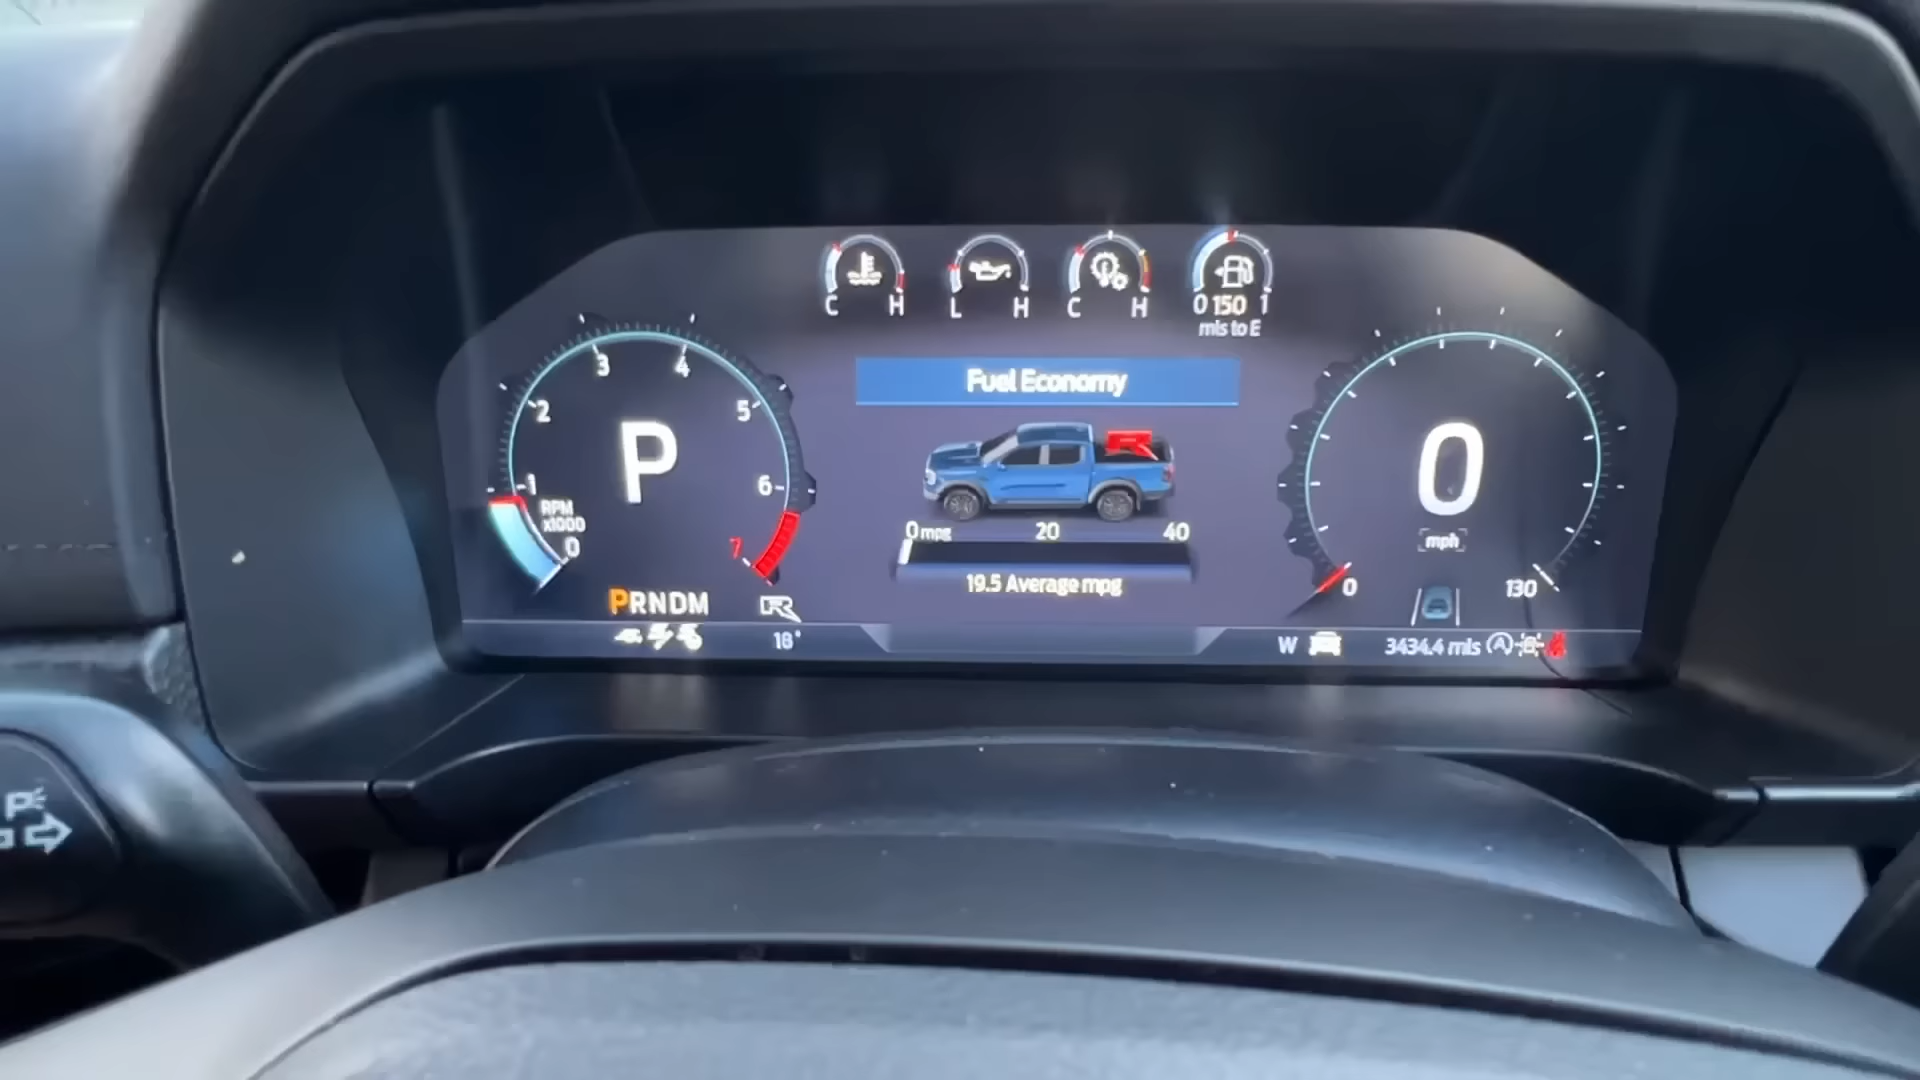 C H
L H
C H
0 150 1
mls to E
Fuel Economy
0 mpg 20 40
19.5 Average mpg
0 1 2 3 4 5 6 7
RPM
x1000
P
PRNDM
R
18°
0
mph
0 130
W
3434.4 mls
A
P